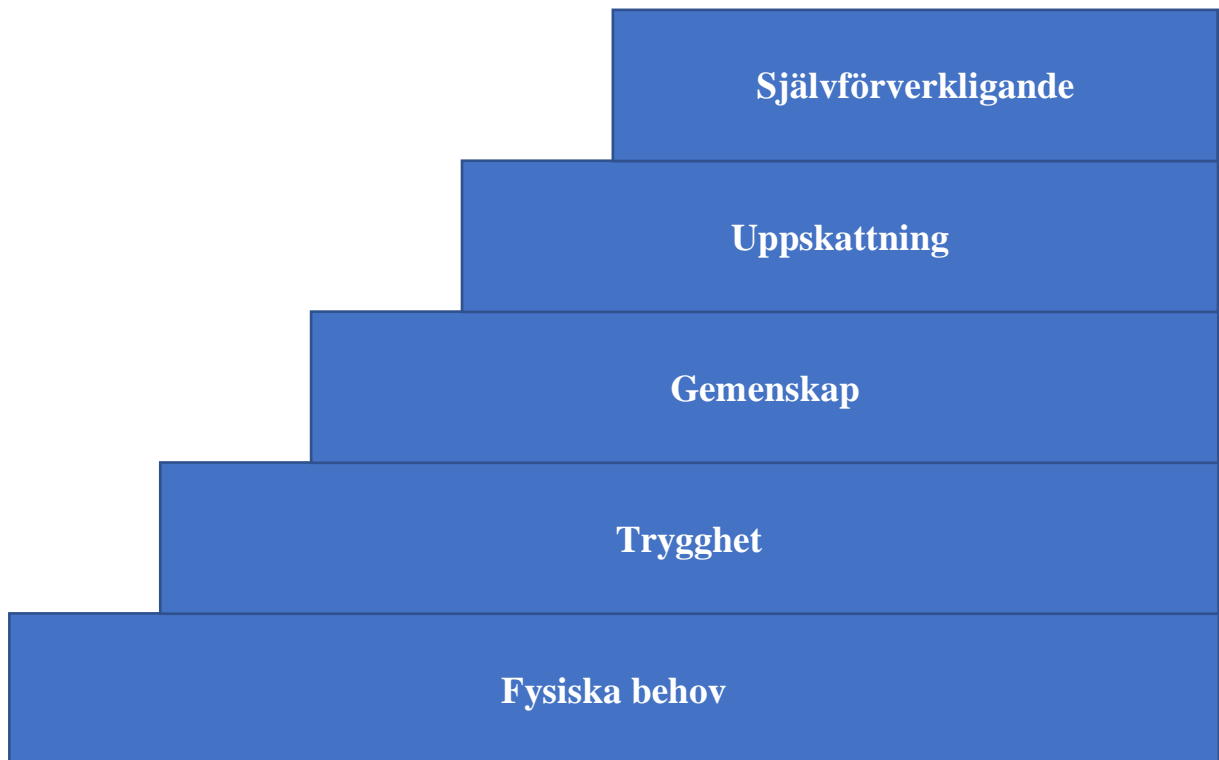 Självförverkligande
Uppskattning
Gemenskap
Trygghet
Fysiska behov